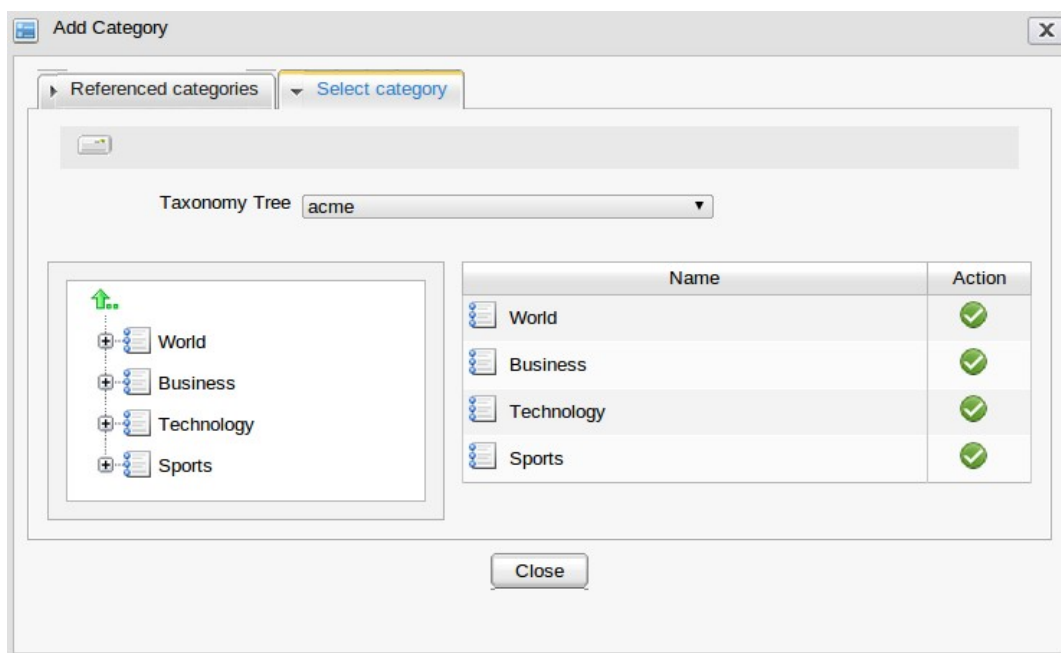 Add Category
Referenced categories
Select category
Taxonomy Tree
acme
World
Business
Technology
Sports
Name Action
World
Business
Technology
Sports
Close